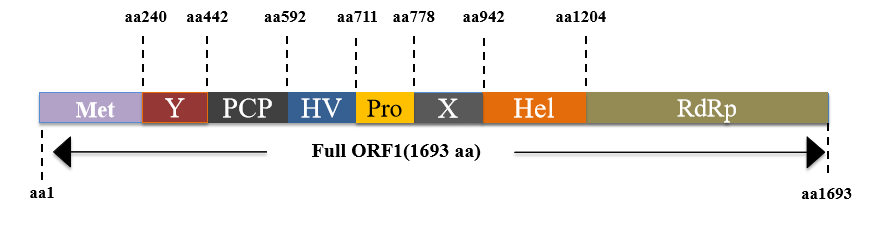 aa240 aa442 aa592 aa711 aa778 aa942 aa1204
Met Y PCP HV Pro X Hel RdRp
Full ORF1(1693 aa)
aa1 aa1693